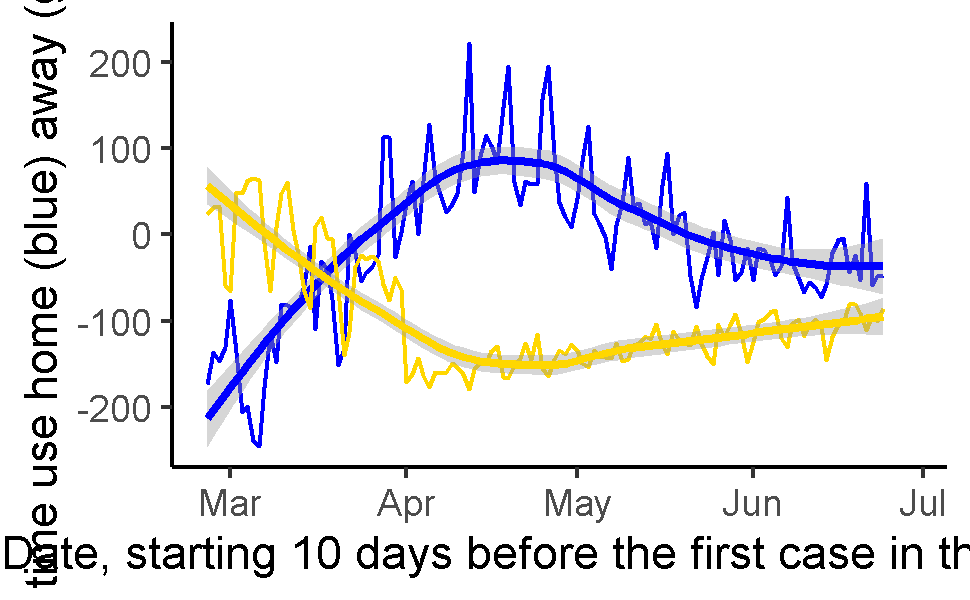 time use home (blue) away (
200
100
0
-100
-200
Mar Apr May Jun Jul
Date, starting 10 days before the first case in th